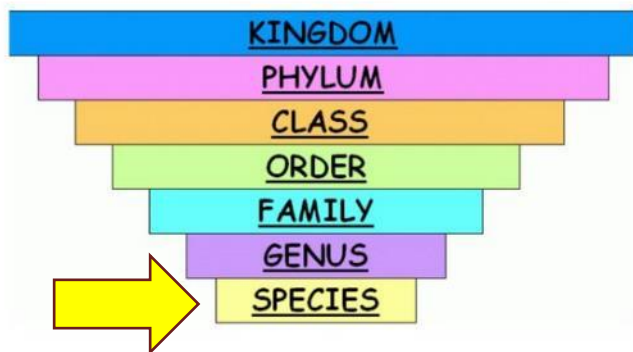 KINGDOM
PHYLUM
CLASS
ORDER
FAMILY
GENUS
SPECIES